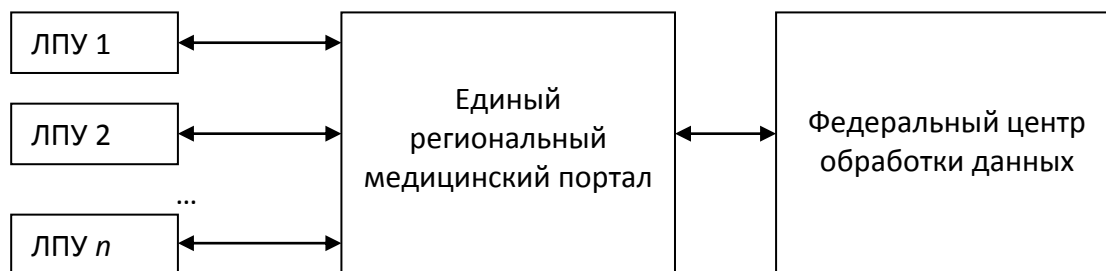 ЛПУ 1
ЛПУ 2
...
ЛПУ n
Единый
региональный
медицинский портал
Федеральный центр
обработки данных